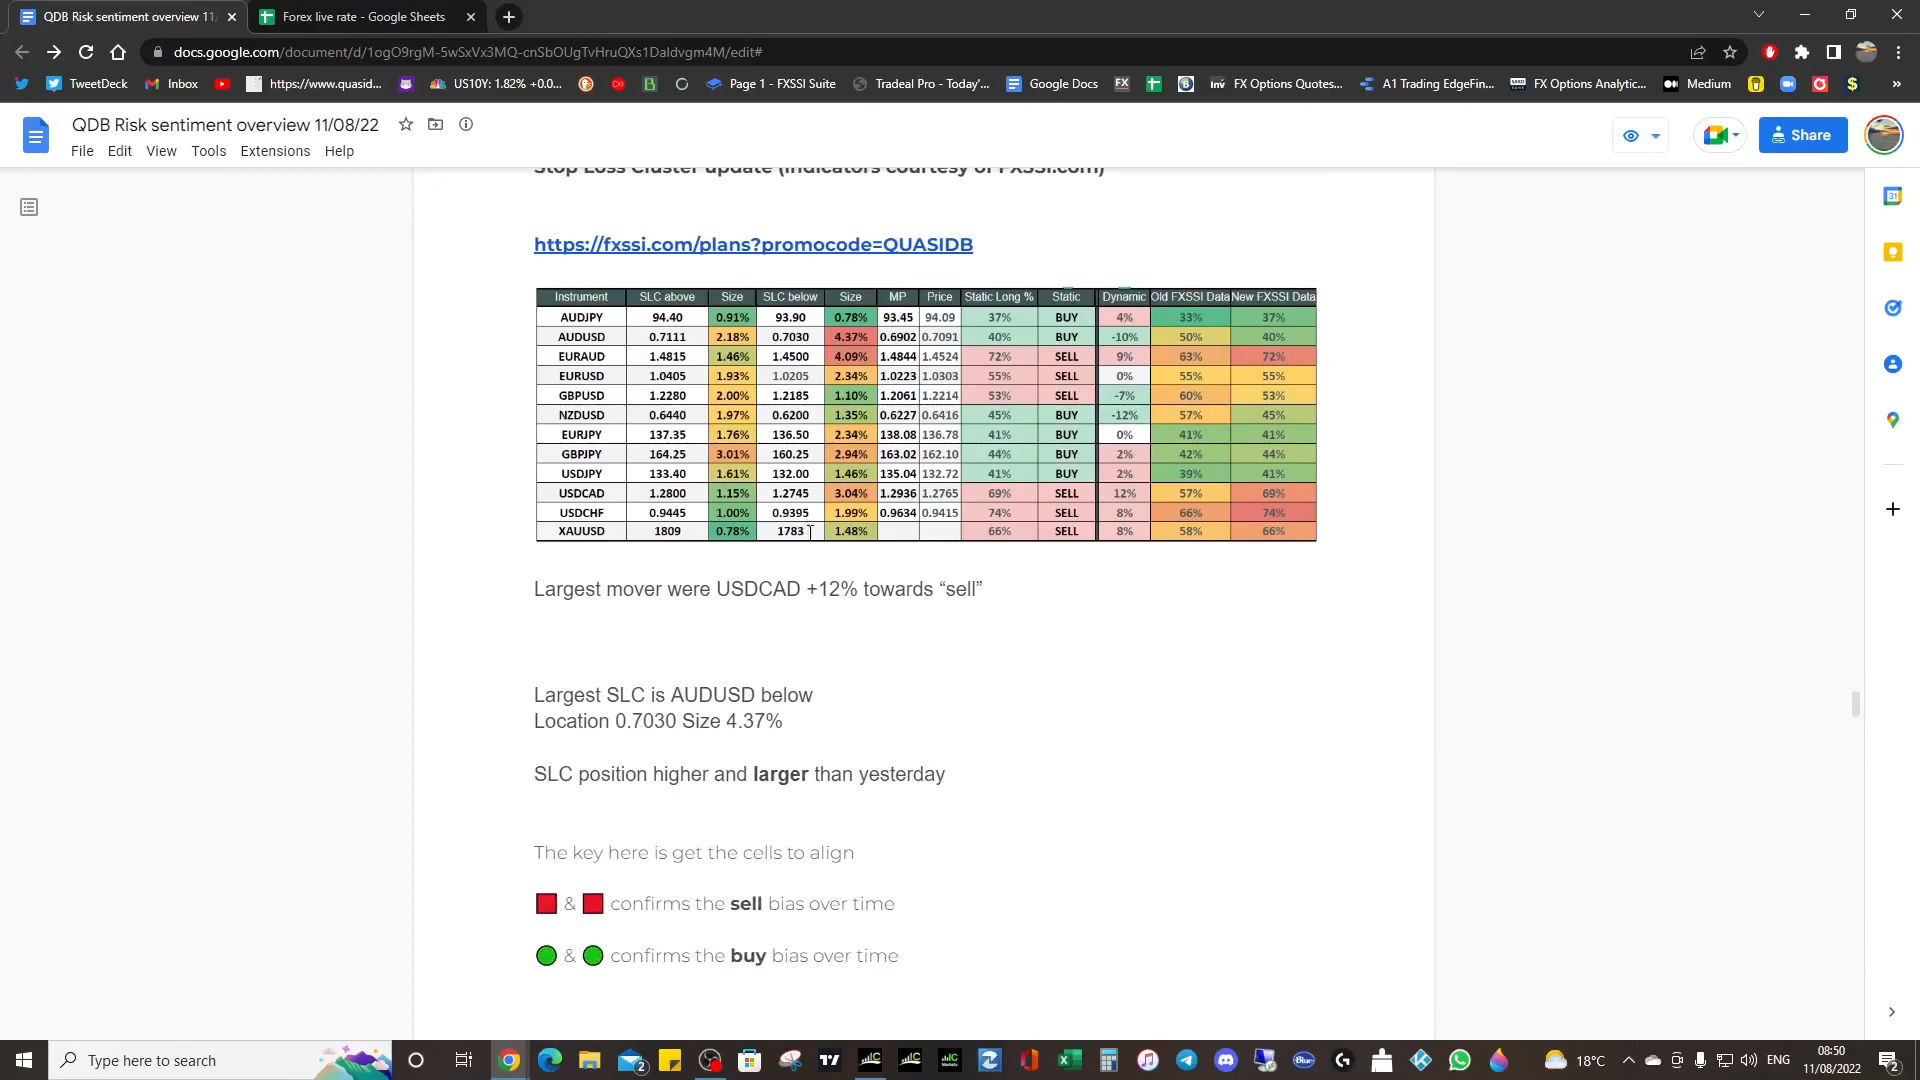 QDB Risk sentiment overview 11/
Forex live rate - Google Sheets
docs.google.com/document/d/1ogO9rgM-5wSxVx3MQ-cnSbOUgTvHruQXs1Daldvgm4M/edit#
TweetDeck Inbox https://www.quasid... US10Y: 1.82% +0.0... Page 1 - FXSSI Suite Tradeal Pro - Today'... Google Docs FX Options Quotes... A1 Trading EdgeFin... FX Options Analytic... Medium
QDB Risk sentiment overview 11/08/22
File Edit View Tools Extensions Help
Share
Stop Loss Cluster update (indicators courtesy of FXSSI.com)
https://fxssi.com/plans?promocode=QUASIDB
Instrument SLC above Size SLC below Size MP Price Static Long % Static Dynamic Old FXSSI Data New FXSSI Data
AUDJPY 94.40 0.91% 93.90 0.78% 93.45 94.09 37% BUY 4% 33% 37%
AUDUSD 0.7111 2.18% 0.7030 4.37% 0.6902 0.7091 40% BUY -10% 50% 40%
EURAUD 1.4815 1.46% 1.4500 4.09% 1.4844 1.4524 72% SELL 9% 63% 72%
EURUSD 1.0405 1.93% 1.0205 2.34% 1.0223 1.0303 55% SELL 0% 55% 55%
GBPUSD 1.2280 2.00% 1.2185 1.10% 1.2061 1.2214 53% SELL -7% 60% 53%
NZDUSD 0.6440 1.97% 0.6200 1.35% 0.6227 0.6416 45% BUY -12% 57% 45%
EURJPY 137.35 1.76% 136.50 2.34% 138.08 136.78 41% BUY 0% 41% 41%
GBPJPY 164.25 3.01% 160.25 2.94% 163.02 162.10 44% BUY 2% 42% 44%
USDJPY 133.40 1.61% 132.00 1.46% 135.04 132.72 41% BUY 2% 39% 41%
USDCAD 1.2800 1.15% 1.2745 3.04% 1.2936 1.2765 69% SELL 12% 57% 69%
USDCHF 0.9445 1.00% 0.9395 1.99% 0.9634 0.9415 74% SELL 8% 66% 74%
XAUUSD 1809 0.78% 1783 1.48% 66% SELL 8% 58% 66%
Largest mover were USDCAD +12% towards “sell”
Largest SLC is AUDUSD below
Location 0.7030 Size 4.37%
SLC position higher and larger than yesterday
The key here is get the cells to align
& confirms the sell bias over time
& confirms the buy bias over time
Type here to search
18°C
ENG
08:50
11/08/2022